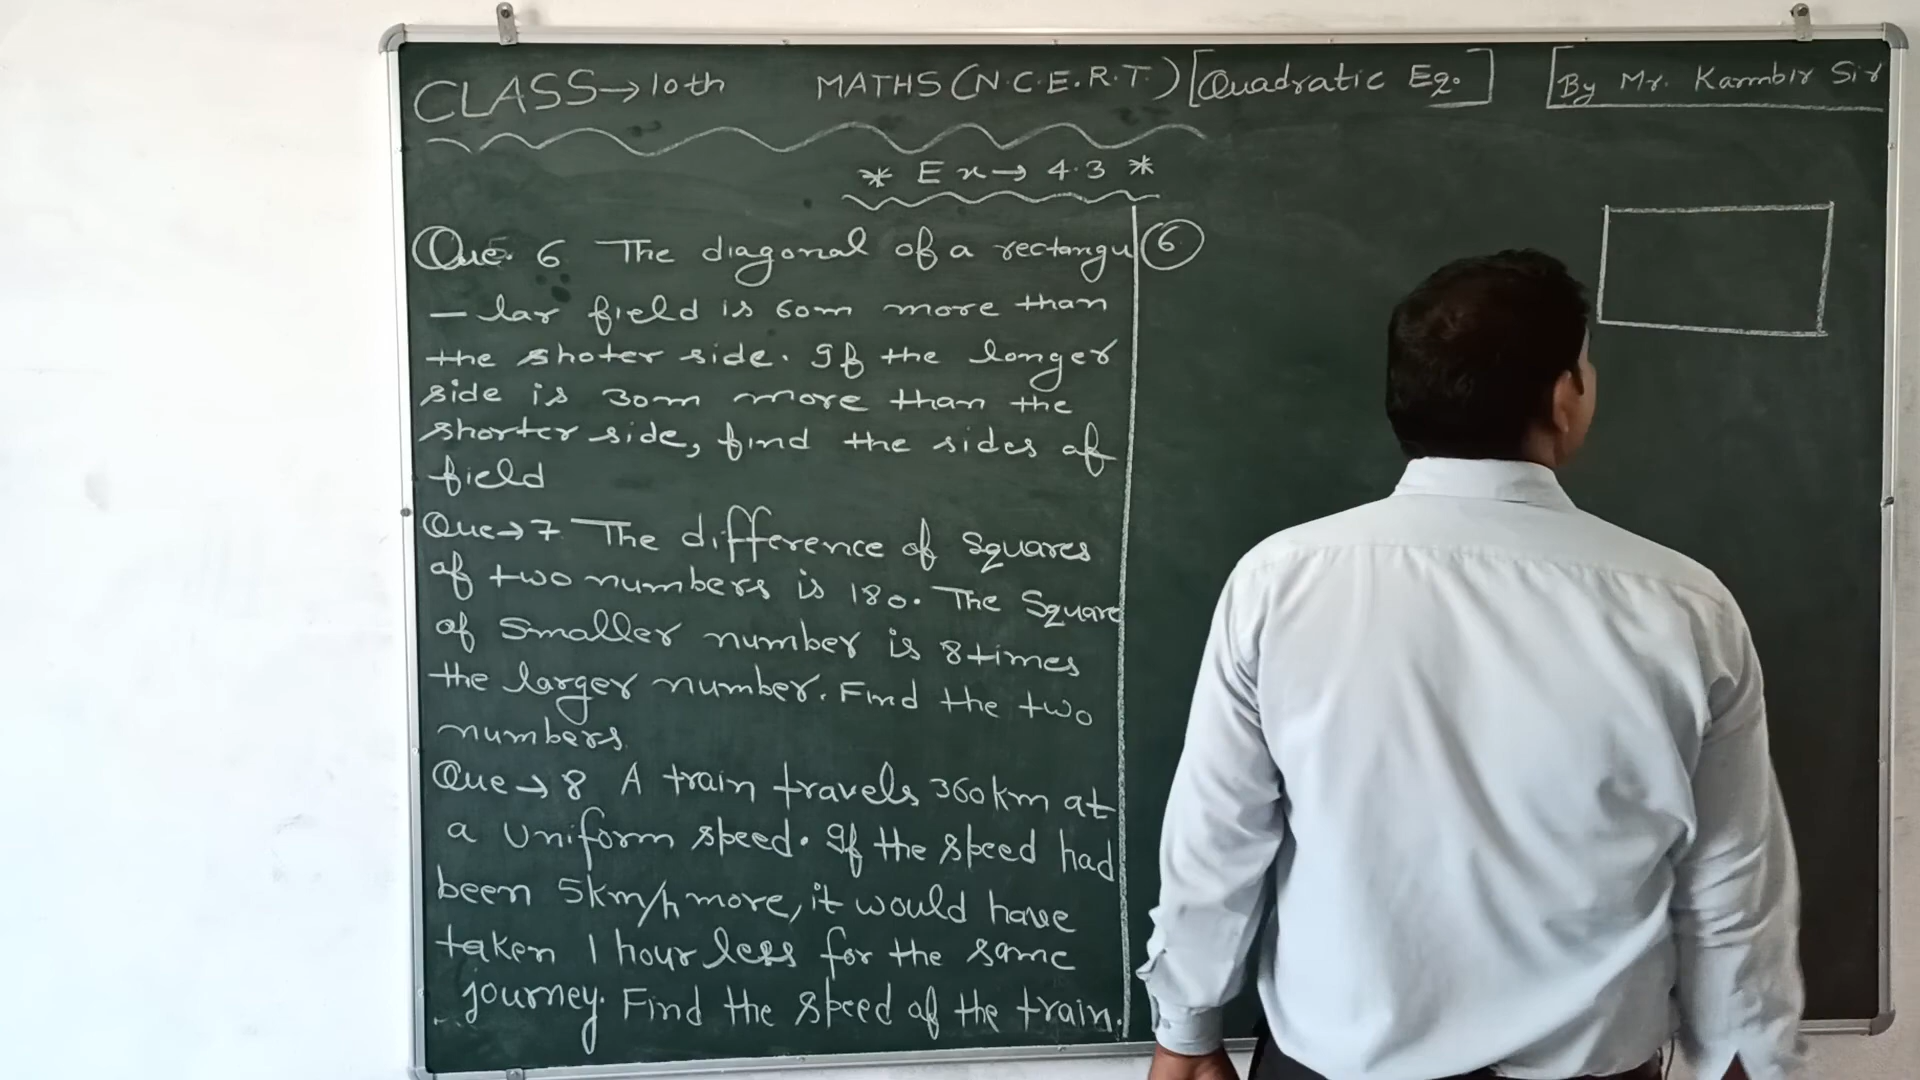 CLASS→10th MATHS (N.C.E.R.T.) [Quadratic Eq.] [By Mr. Karmbir Sir
* Ex→ 4.3 *
Que. 6 The diagonal of a rectangu
- lar field is 60m more than
the shoter side. If the longer
side is 30m more than the
shorter side, find the sides of
field
Que→7 The difference of Squares
of two numbers is 180. The Square
of Smaller number is 8 times
the larger number. Find the two
numbers.
Que→8 A train travels 360km at
a uniform speed. If the speed had
been 5km/h more, it would have
taken 1 hour less for the same
journey. Find the speed of the train.
6